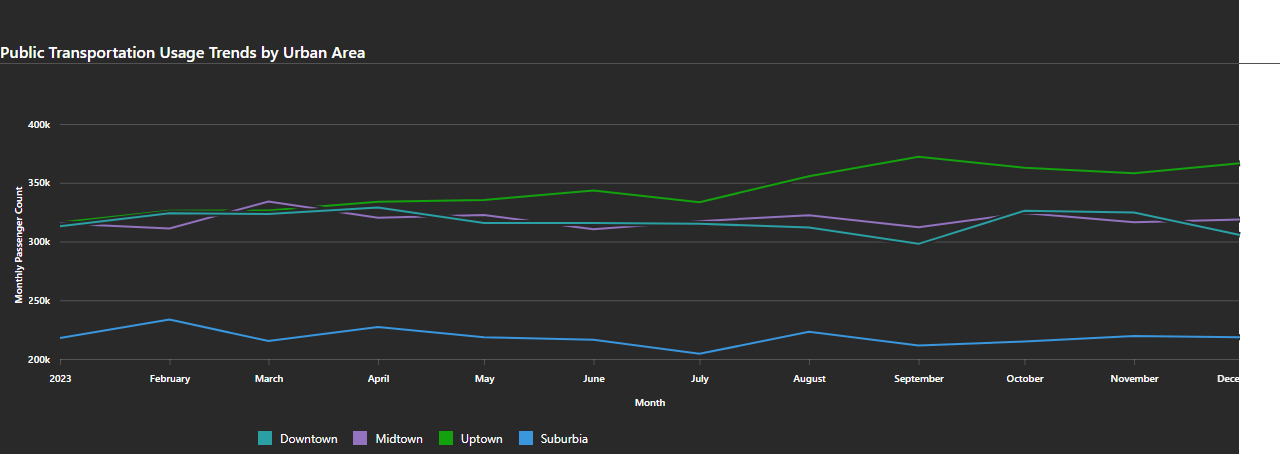 Public Transportation Usage Trends by Urban Area
Monthly Passenger Count
400k
350k
300k
250k
200k
2023 February March April May June July August September October November Dece
Month
Downtown Midtown Uptown Suburbia